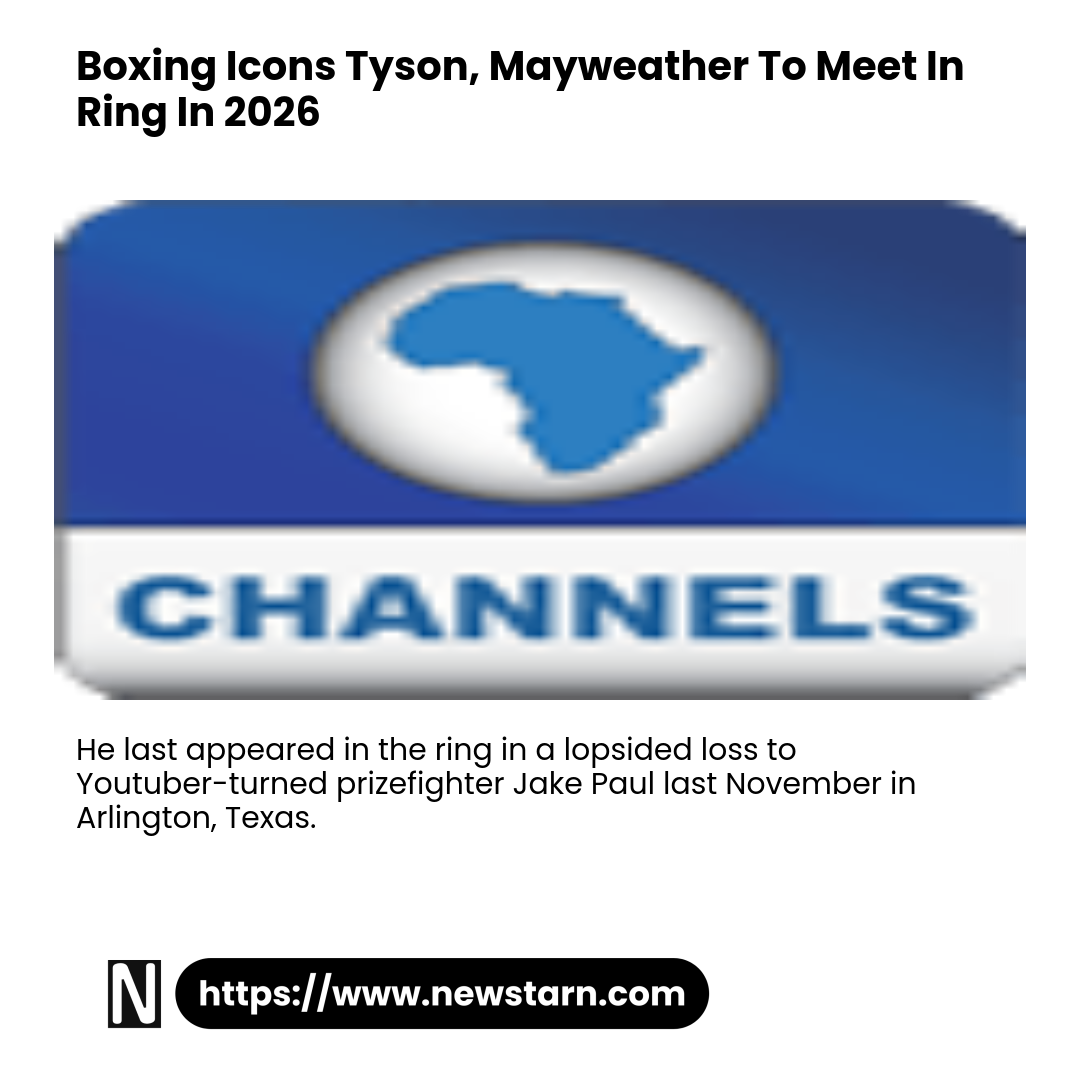 Boxing Icons Tyson, Mayweather To Meet In
Ring In 2026
CHANNELS
He last appeared in the ring in a lopsided loss to
Youtuber-turned prizefighter Jake Paul last November in
Arlington, Texas.
N
https://www.newstarn.com